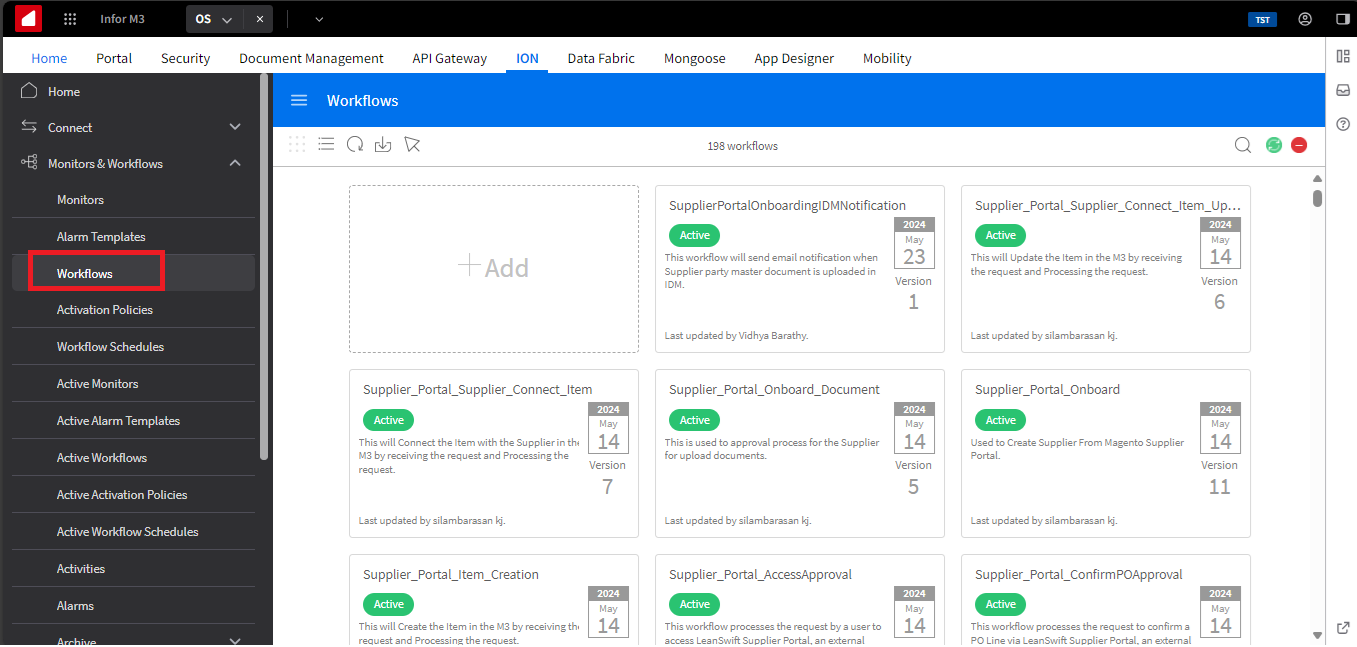 Infor M3
OS
TST
Home Portal Security Document Management API Gateway ION Data Fabric Mongoose App Designer Mobility
Home
Connect
Monitors & Workflows
Monitors
Alarm Templates
Workflows
Activation Policies
Workflow Schedules
Active Monitors
Active Alarm Templates
Active Workflows
Active Activation Policies
Active Workflow Schedules
Activities
Alarms
Archive
Workflows
198 workflows
Add
SupplierPortalOnboardingIDMNotification
Active
This workflow will send email notification when
Supplier party master document is uploaded in
IDM.
2024
May
23
Version
1
Last updated by Vidhya Barathy.
Supplier_Portal_Supplier_Connect_Item_Up...
Active
This will Update the Item in the M3 by receiving
the request and Processing the request.
2024
May
14
Version
6
Last updated by silambarasan kj.
Supplier_Portal_Supplier_Connect_Item
Active
This will Connect the Item with the Supplier in the
M3 by receiving the request and Processing the
request.
2024
May
14
Version
7
Last updated by silambarasan kj.
Supplier_Portal_Onboard_Document
Active
This is used to approval process for the Supplier
for upload documents.
2024
May
14
Version
5
Last updated by silambarasan kj.
Supplier_Portal_Onboard
Active
Used to Create Supplier From Magento Supplier
Portal.
2024
May
14
Version
11
Last updated by silambarasan kj.
Supplier_Portal_Item_Creation
Active
This will Create the Item in the M3 by receiving the
request and Processing the request.
2024
May
14
Supplier_Portal_AccessApproval
Active
This workflow processes the request by a user to
access LeanSwift Supplier Portal, an external
2024
May
14
Supplier_Portal_ConfirmPOApproval
Active
This workflow processes the request to confirm a
PO Line via LeanSwift Supplier Portal, an external
2024
May
14